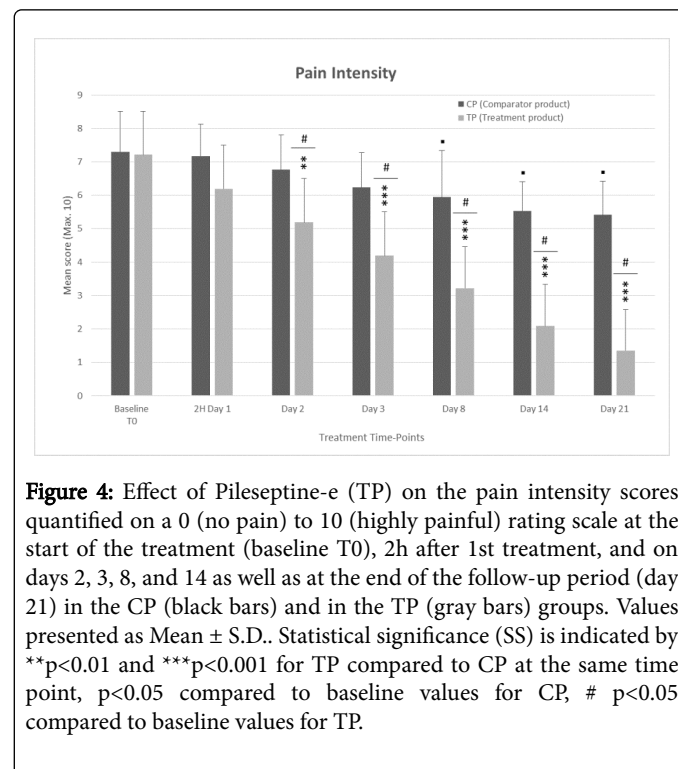 Pain Intensity
9
8
7
6
5
4
3
2
1
0
Mean score (Max. 10)
CP (Comparator product)
TP (Treatment product)
#
**
#
***
▪
#
***
▪
#
***
▪
#
***
Baseline
T0
2H Day 1
Day 2
Day 3
Day 8
Day 14
Day 21
Treatment Time-Points
Figure 4: Effect of Pileseptine-e (TP) on the pain intensity scores
quantified on a 0 (no pain) to 10 (highly painful) rating scale at the
start of the treatment (baseline T0), 2h after 1st treatment, and on
days 2, 3, 8, and 14 as well as at the end of the follow-up period (day
21) in the CP (black bars) and in the TP (gray bars) groups. Values
presented as Mean ± S.D.. Statistical significance (SS) is indicated by
**p<0.01 and ***p<0.001 for TP compared to CP at the same time
point, p<0.05 compared to baseline values for CP, # p<0.05
compared to baseline values for TP.